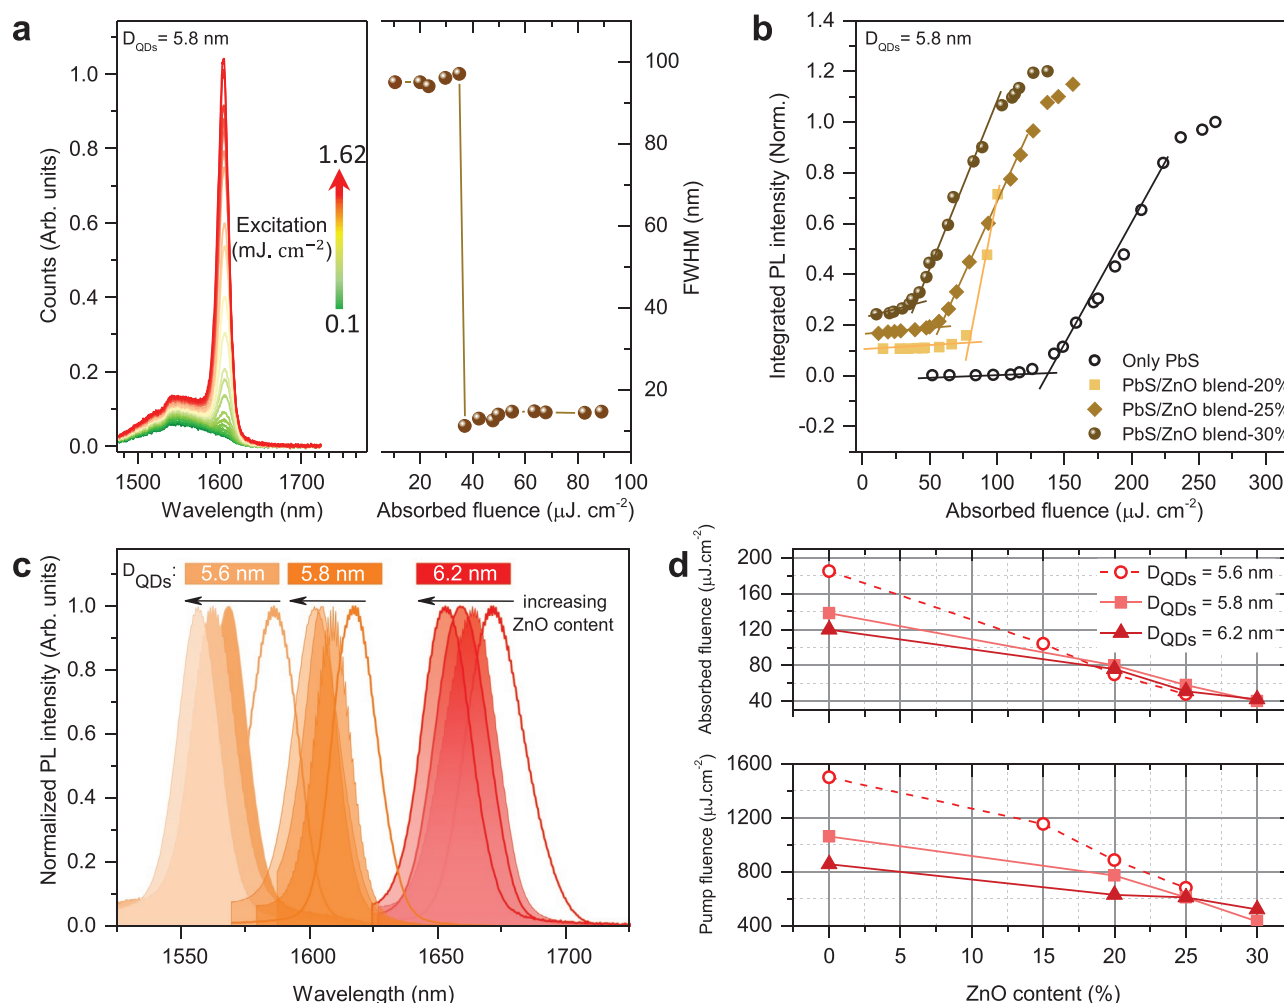 a
D_QDs = 5.8 nm
1.0
0.8
0.6
0.4
0.2
0.0
Counts (Arb. units)
1.62
Excitation
(mJ. cm⁻²)
0.1
1500
1600
1700
Wavelength (nm)
100
80
60
40
20
FWHM (nm)
0
20
40
60
80
100
Absorbed fluence (μJ. cm⁻²)
b
D_QDs = 5.8 nm
1.4
1.2
1.0
0.8
0.6
0.4
0.2
0.0
-0.2
Integrated PL intensity (Norm.)
Only PbS
PbS/ZnO blend-20%
PbS/ZnO blend-25%
PbS/ZnO blend-30%
0
50
100
150
200
250
300
Absorbed fluence (μJ. cm⁻²)
c
D_QDs:
5.6 nm
5.8 nm
6.2 nm
increasing
ZnO content
1.0
0.8
0.6
0.4
0.2
0.0
Normalized PL intensity (Arb. units)
1550
1600
1650
1700
Wavelength (nm)
d
200
160
120
80
40
Absorbed fluence (μJ.cm⁻²)
D_QDs = 5.6 nm
D_QDs = 5.8 nm
D_QDs = 6.2 nm
1600
1200
800
400
Pump fluence (μJ.cm⁻²)
0
5
10
15
20
25
30
ZnO content (%)